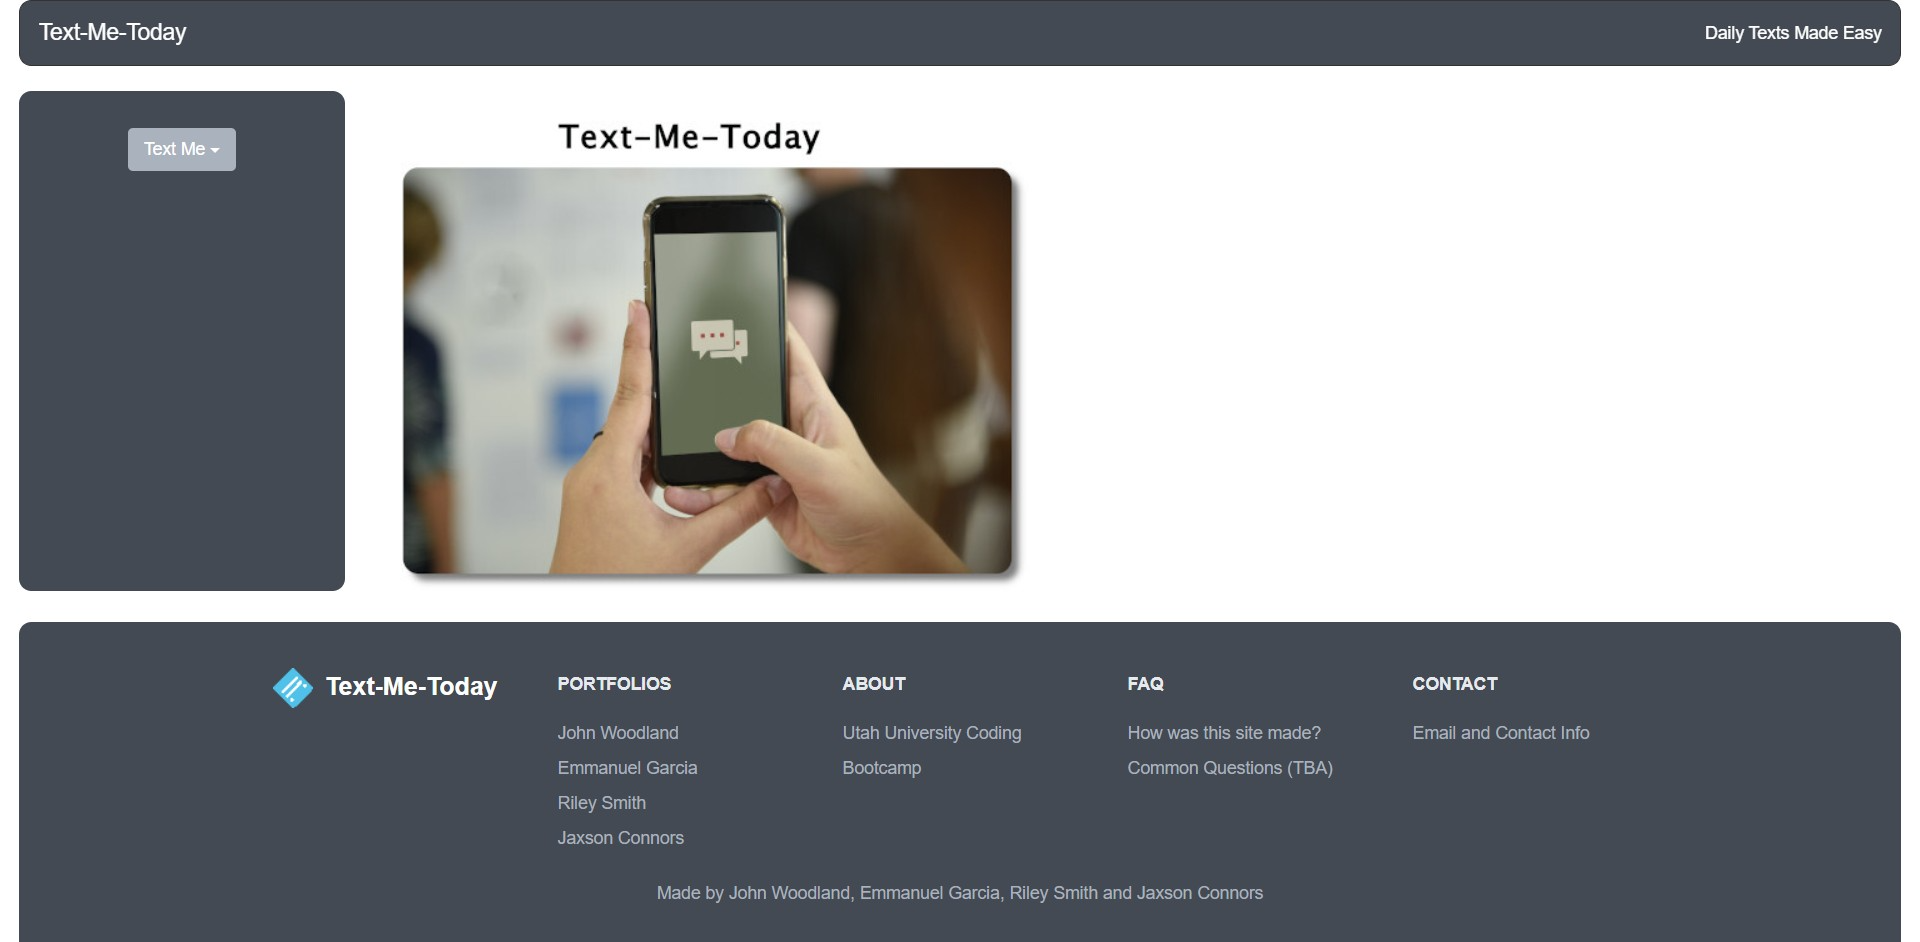 Text-Me-Today
Daily Texts Made Easy
Text Me
Text-Me-Today
Text-Me-Today
PORTFOLIOS
John Woodland
Emmanuel Garcia
Riley Smith
Jaxson Connors
ABOUT
Utah University Coding
Bootcamp
FAQ
How was this site made?
Common Questions (TBA)
CONTACT
Email and Contact Info
Made by John Woodland, Emmanuel Garcia, Riley Smith and Jaxson Connors